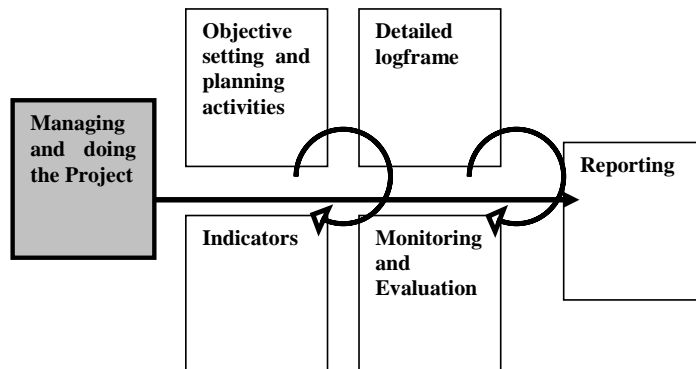 Objective
setting and
planning
activities
Detailed
logframe
Managing
and doing
the Project
Reporting
Indicators
Monitoring
and
Evaluation